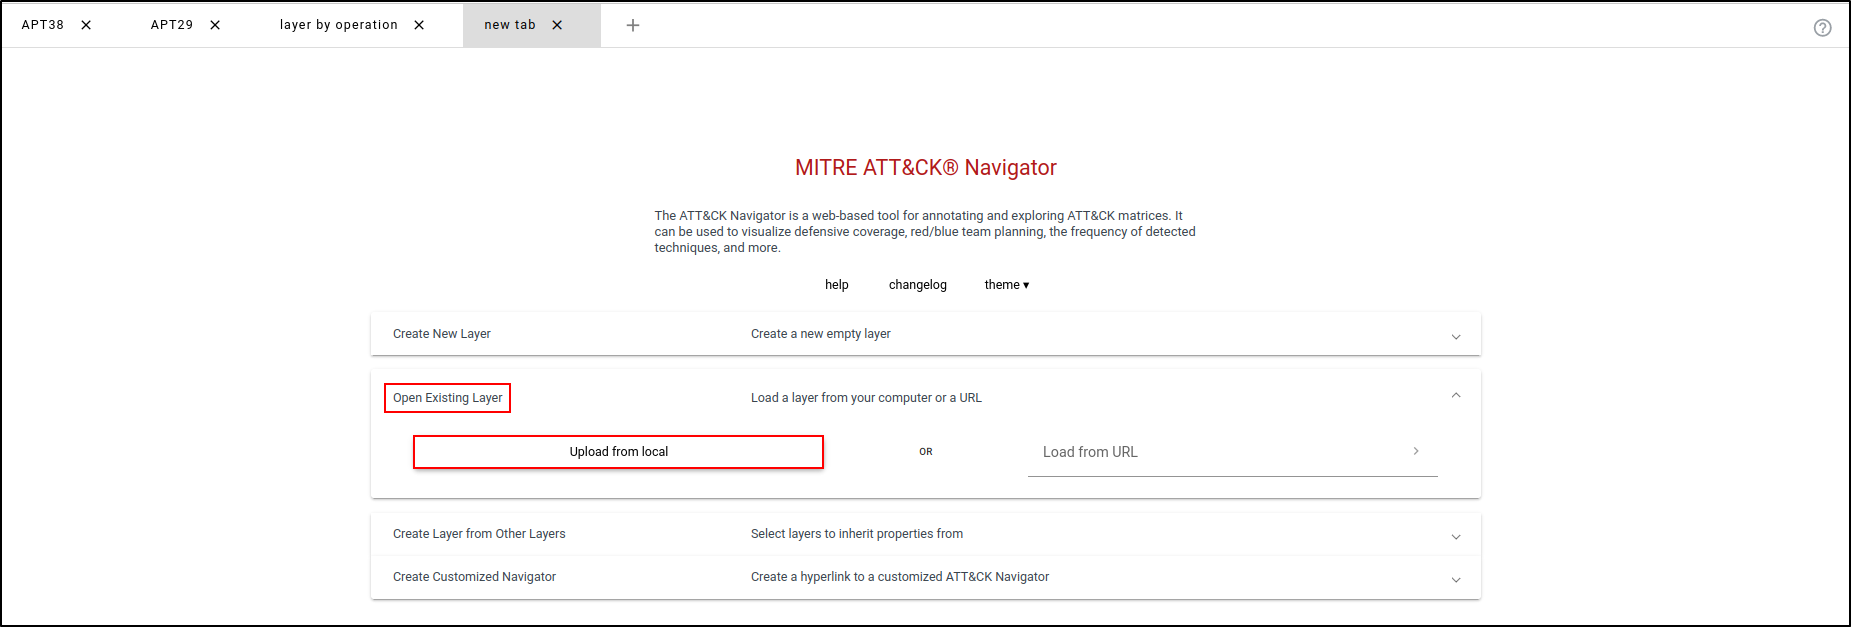 APT38 ✕ APT29 ✕ layer by operation ✕ new tab ✕ + ?
MITRE ATT&CK® Navigator
The ATT&CK Navigator is a web-based tool for annotating and exploring ATT&CK matrices. It
can be used to visualize defensive coverage, red/blue team planning, the frequency of detected
techniques, and more.
help changelog theme ▾
Create New Layer Create a new empty layer
Open Existing Layer Load a layer from your computer or a URL
Upload from local OR Load from URL
Create Layer from Other Layers Select layers to inherit properties from
Create Customized Navigator Create a hyperlink to a customized ATT&CK Navigator